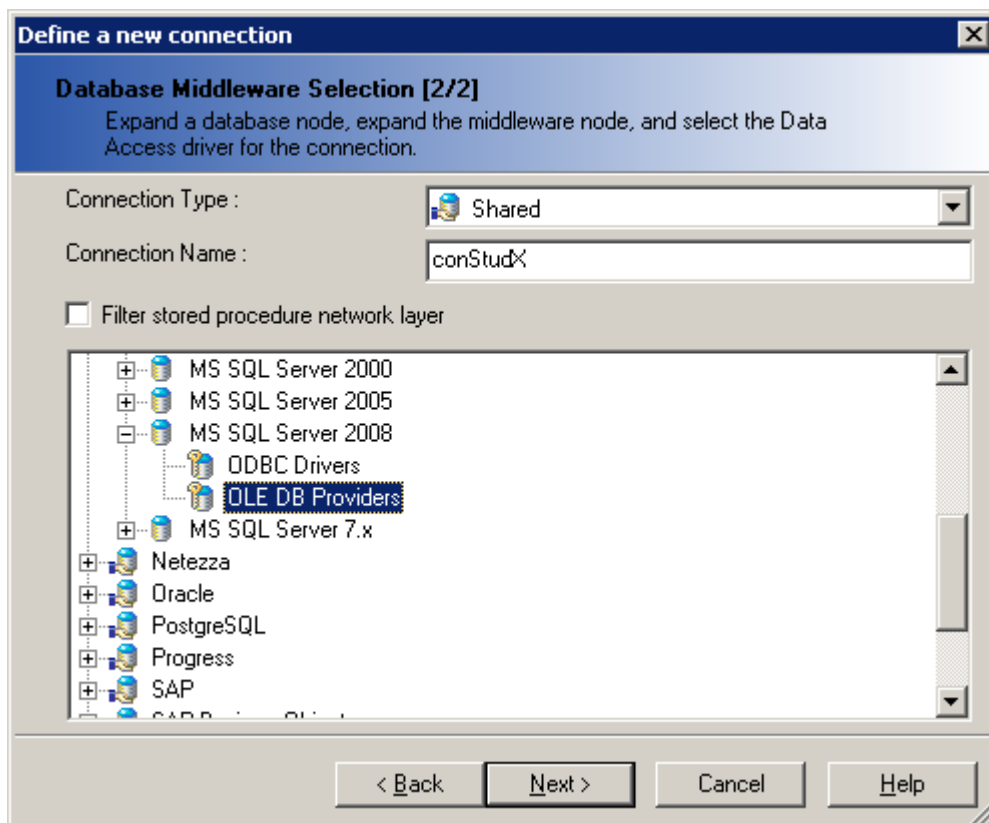 Define a new connection
Database Middleware Selection [2/2]
Expand a database node, expand the middleware node, and select the Data
Access driver for the connection.
Connection Type :
Shared
Connection Name :
conStudX
Filter stored procedure network layer
MS SQL Server 2000
MS SQL Server 2005
MS SQL Server 2008
ODBC Drivers
OLE DB Providers
MS SQL Server 7.x
Netezza
Oracle
PostgreSQL
Progress
SAP
< Back
Next >
Cancel
Help